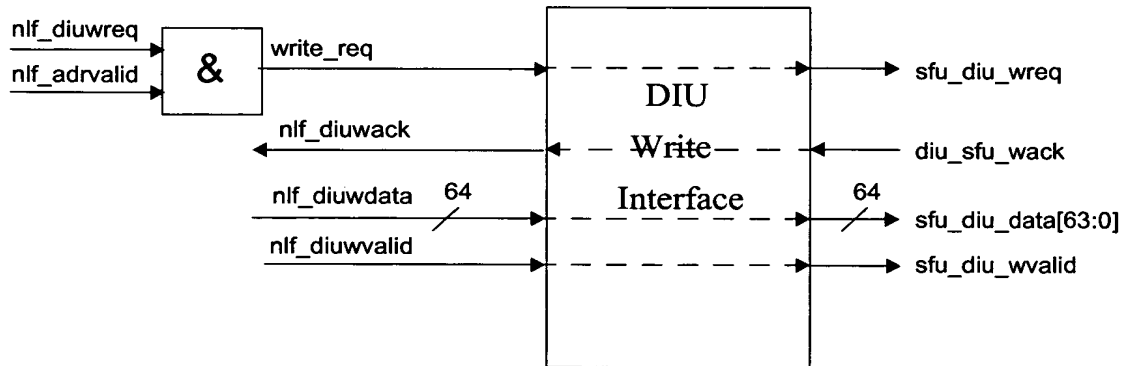 nlf_diuwreq
nlf_adrvalid
&
write_req
sfu_diu_wreq
DIU
nlf_diuwack
Write
diu_sfu_wack
nlf_diuwdata
64
Interface
64
sfu_diu_data[63:0]
nlf_diuwvalid
sfu_diu_wvalid